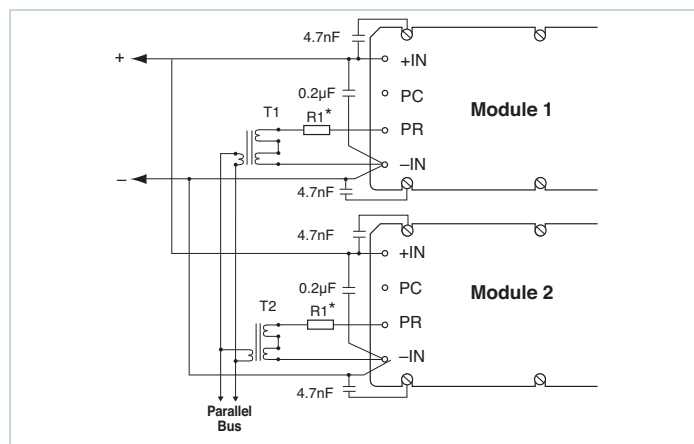 4.7nF
+
+IN
0.2µF
PC
Module 1
T1
R1*
PR
–IN
–
4.7nF
4.7nF
+IN
0.2µF
PC
Module 2
T2
R1*
PR
–IN
4.7nF
Parallel
Bus